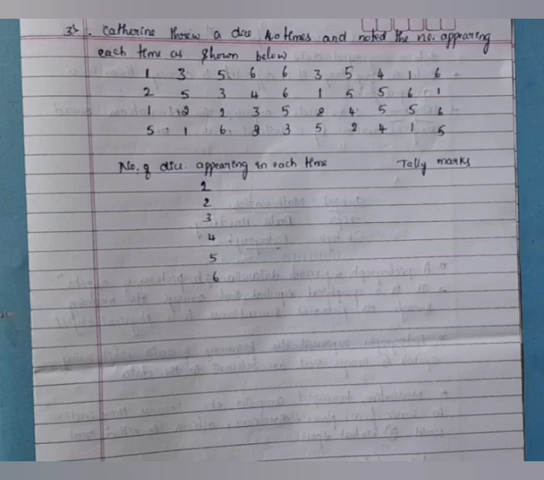 3. Catherine threw a dice 40 times and noted the no. appearing
each time as shown below
1 3 5 6 6 3 5 4 1 6
2 5 3 4 6 1 5 5 6 1
1 2 2 3 5 2 4 5 5 6
5 1 6 2 3 5 2 4 1 5
No. of dice appearing in each time Tally marks
1
2
3
4
5
6